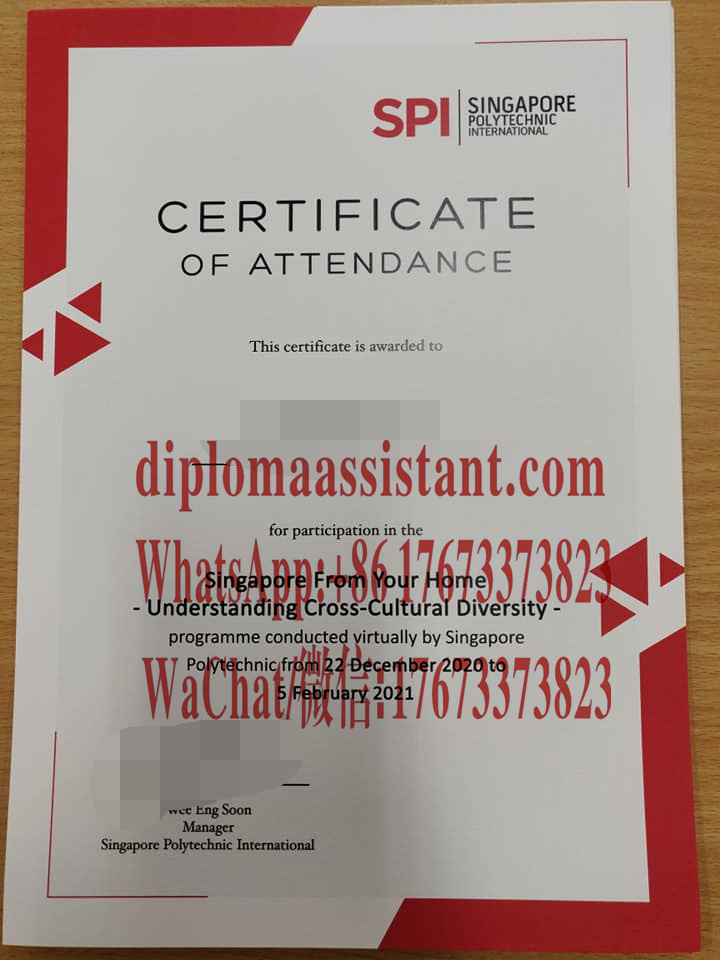 SPI SINGAPORE
POLYTECHNIC
INTERNATIONAL
CERTIFICATE
OF ATTENDANCE
This certificate is awarded to
diplomaassistant.com
for participation in the
WhatsApp:+86 17673373823
Singapore From Your Home
- Understanding Cross-Cultural Diversity -
programme conducted virtually by Singapore
Polytechnic from 22 December 2020 to
WaChat/微信:17673373823
5 February 2021
Wee Eng Soon
Manager
Singapore Polytechnic International